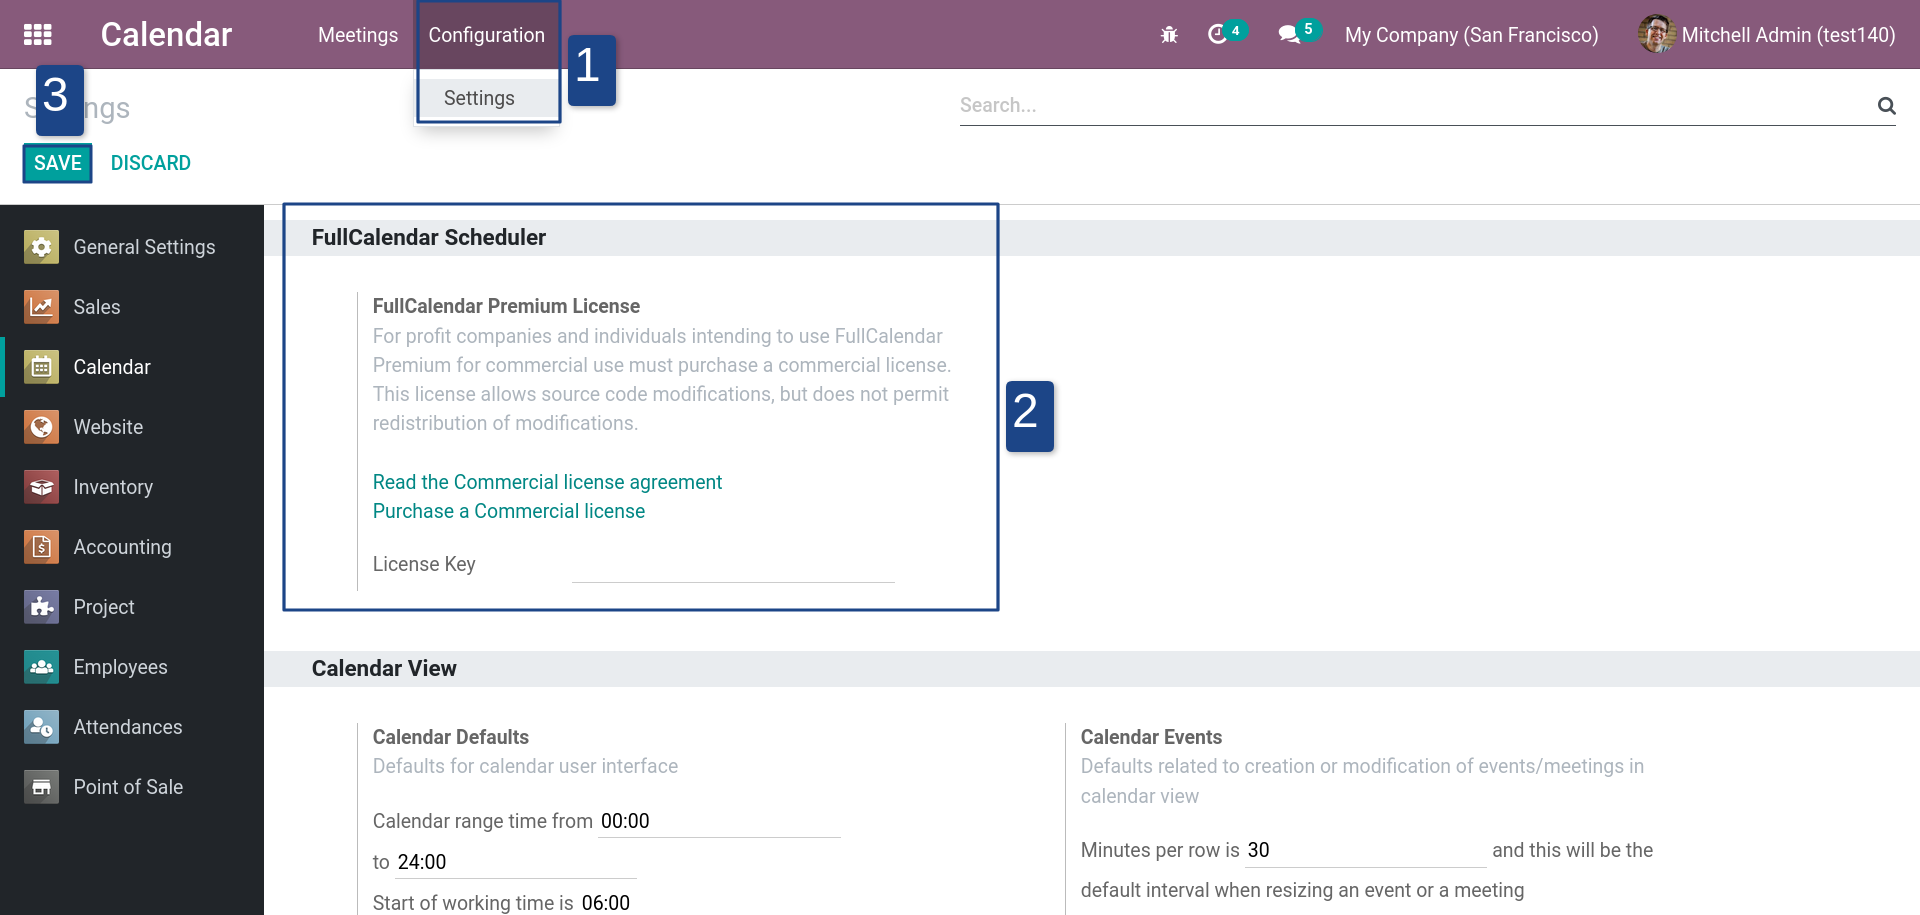 Calendar Meetings Configuration 4 5 My Company (San Francisco) Mitchell Admin (test140)
1
Settings
3
ngs
Search...
SAVE DISCARD
General Settings
Sales
Calendar
Website
Inventory
Accounting
Project
Employees
Attendances
Point of Sale
FullCalendar Scheduler
FullCalendar Premium License
For profit companies and individuals intending to use FullCalendar
Premium for commercial use must purchase a commercial license.
This license allows source code modifications, but does not permit
redistribution of modifications.
2
Read the Commercial license agreement
Purchase a Commercial license
License Key
Calendar View
Calendar Defaults
Defaults for calendar user interface
Calendar range time from 00:00
to 24:00
Start of working time is 06:00
Calendar Events
Defaults related to creation or modification of events/meetings in
calendar view
Minutes per row is 30 and this will be the
default interval when resizing an event or a meeting